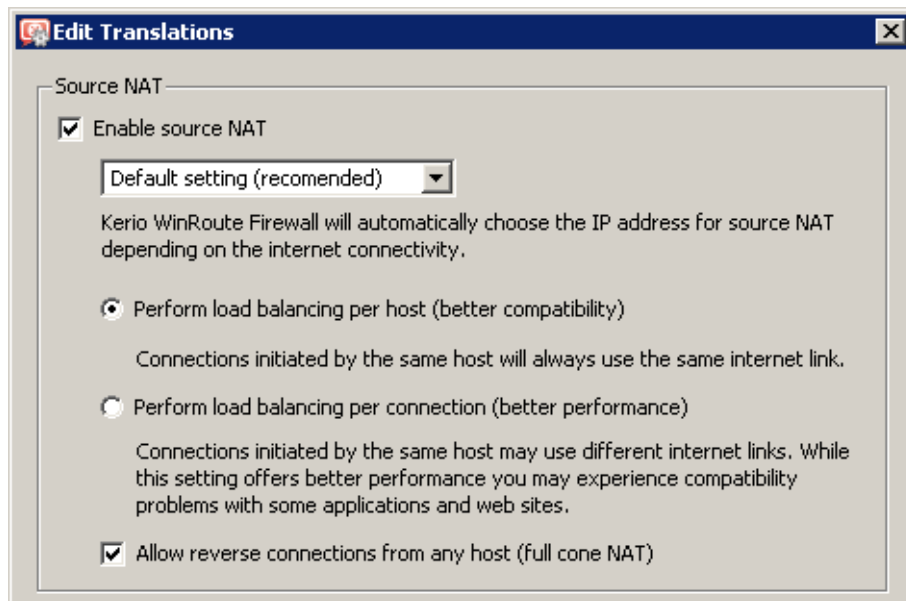 Edit Translations
Source NAT
Enable source NAT
Default setting (recomended)
Kerio WinRoute Firewall will automatically choose the IP address for source NAT
depending on the internet connectivity.
Perform load balancing per host (better compatibility)
Connections initiated by the same host will always use the same internet link.
Perform load balancing per connection (better performance)
Connections initiated by the same host may use different internet links. While
this setting offers better performance you may experience compatibility
problems with some applications and web sites.
Allow reverse connections from any host (full cone NAT)